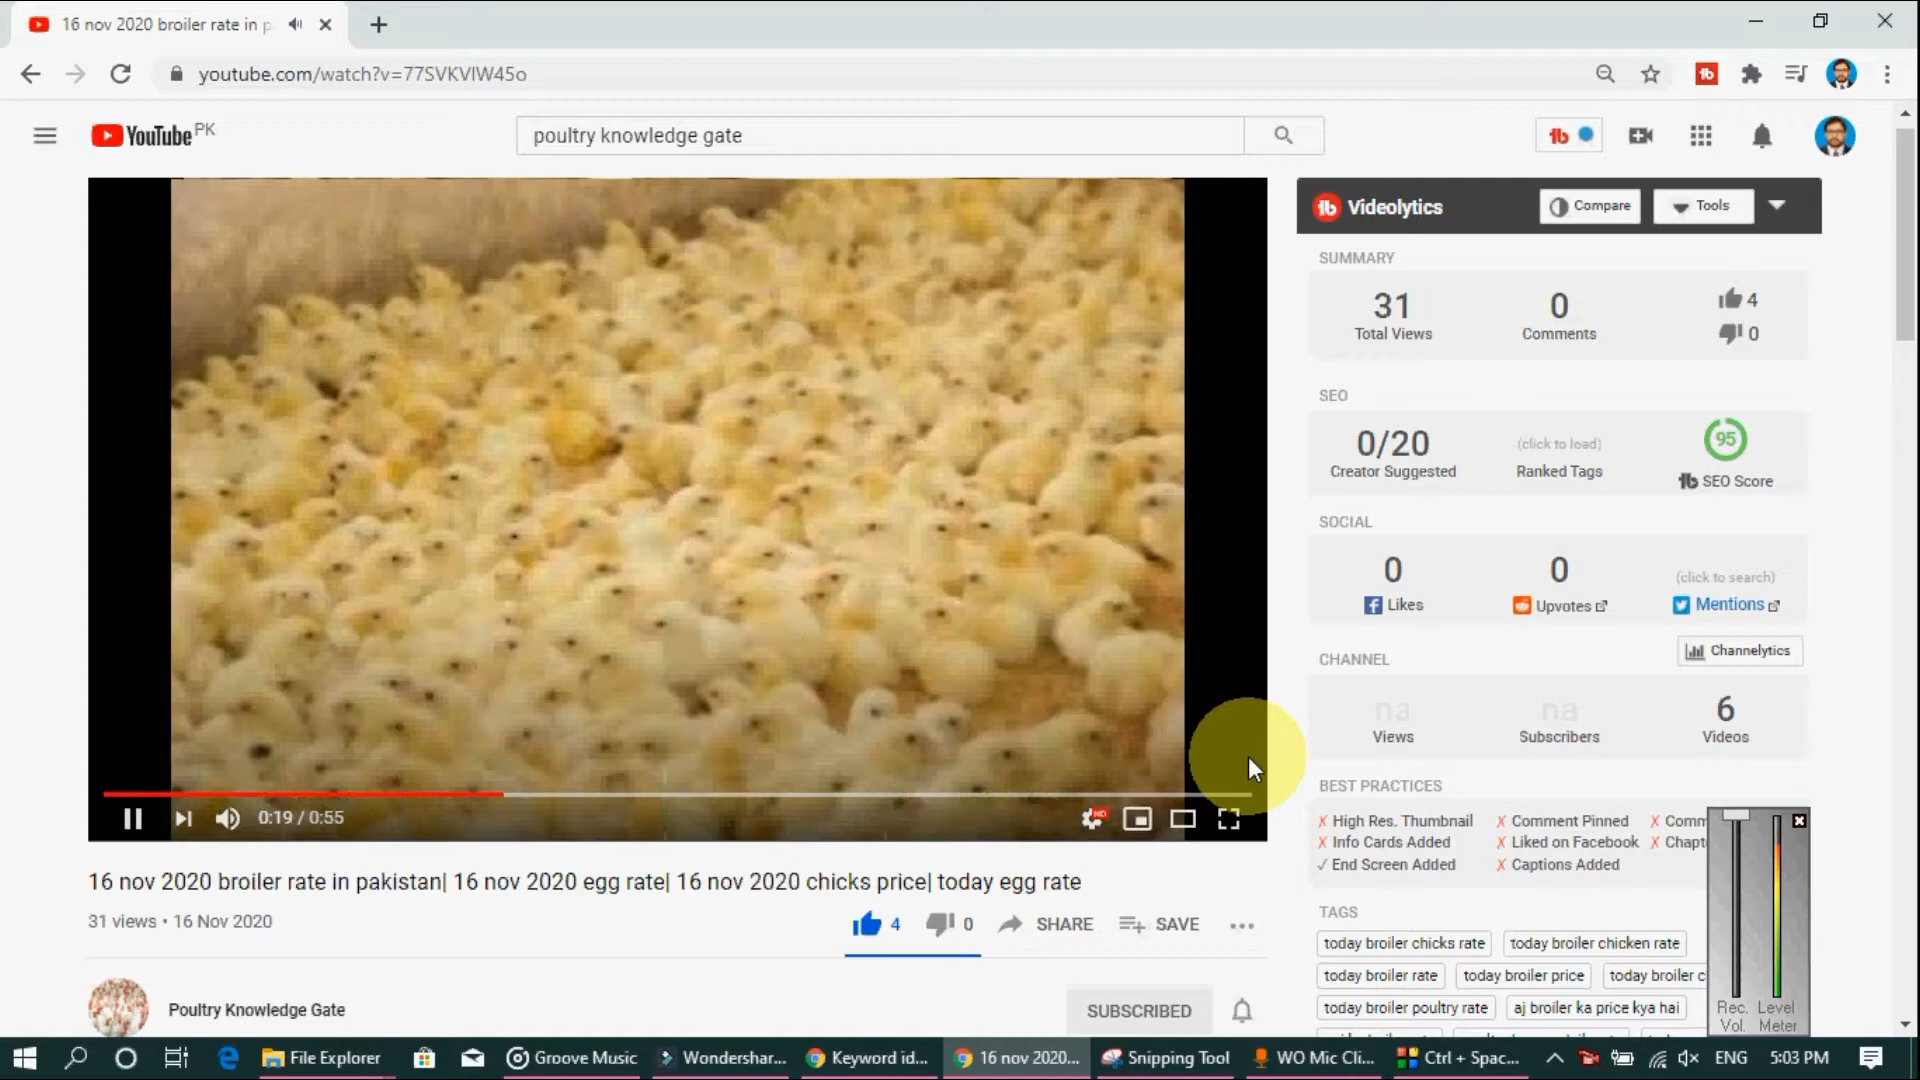 16 nov 2020 broiler rate in p
youtube.com/watch?v=77SVKVlW45o
YouTube PK
poultry knowledge gate
Videolytics
Compare
Tools
SUMMARY
31
0
4
Total Views
Comments
0
SEO
0/20
(click to load)
95
Creator Suggested
Ranked Tags
SEO Score
SOCIAL
0
0
(click to search)
Likes
Upvotes
Mentions
CHANNEL
Channelytics
na
na
6
Views
Subscribers
Videos
BEST PRACTICES
X High Res. Thumbnail
X Comment Pinned
X Comm
X Info Cards Added
X Liked on Facebook
X Chapt
✓ End Screen Added
X Captions Added
TAGS
today broiler chicks rate
today broiler chicken rate
today broiler rate
today broiler price
today broiler c
today broiler poultry rate
aj broiler ka price kya hai
Rec. Vol.
Level Meter
0:19 / 0:55
HD
16 nov 2020 broiler rate in pakistan| 16 nov 2020 egg rate| 16 nov 2020 chicks price| today egg rate
31 views • 16 Nov 2020
4
0
SHARE
SAVE
Poultry Knowledge Gate
SUBSCRIBED
File Explorer
Groove Music
Wondershar...
Keyword id...
16 nov 2020...
Snipping Tool
WO Mic Cli...
Ctrl + Spac...
ENG
5:03 PM